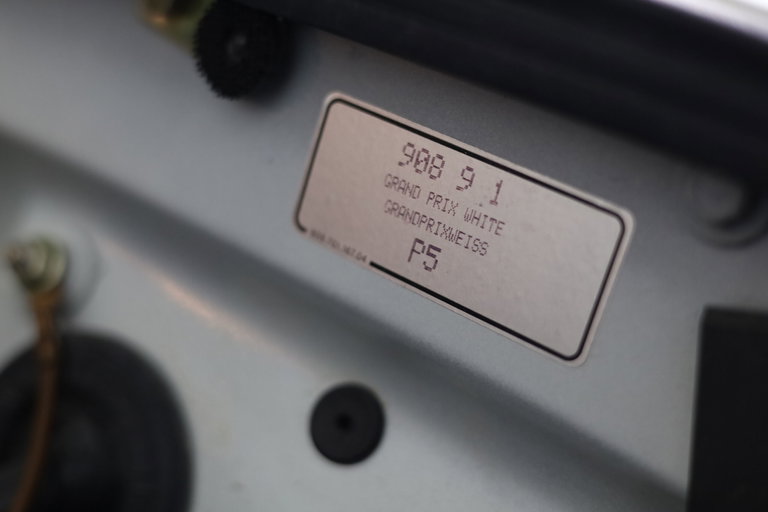 908 9 1
GRAND PRIX WHITE
GRANDPRIXWEISS
P5